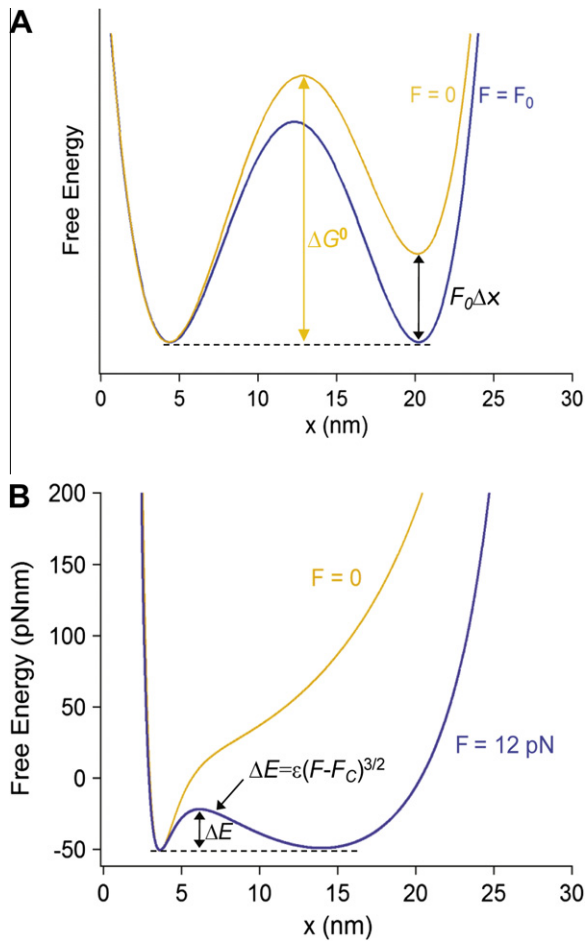 A
F = 0
F = F₀
Free Energy
ΔG⁰
F₀Δx
0 5 10 15 20 25 30
x (nm)
B
200
150
100
50
0
-50
Free Energy (pNnm)
F = 0
F = 12 pN
ΔE=ε(F-F_C)^3/2
ΔE
0 5 10 15 20 25 30
x (nm)